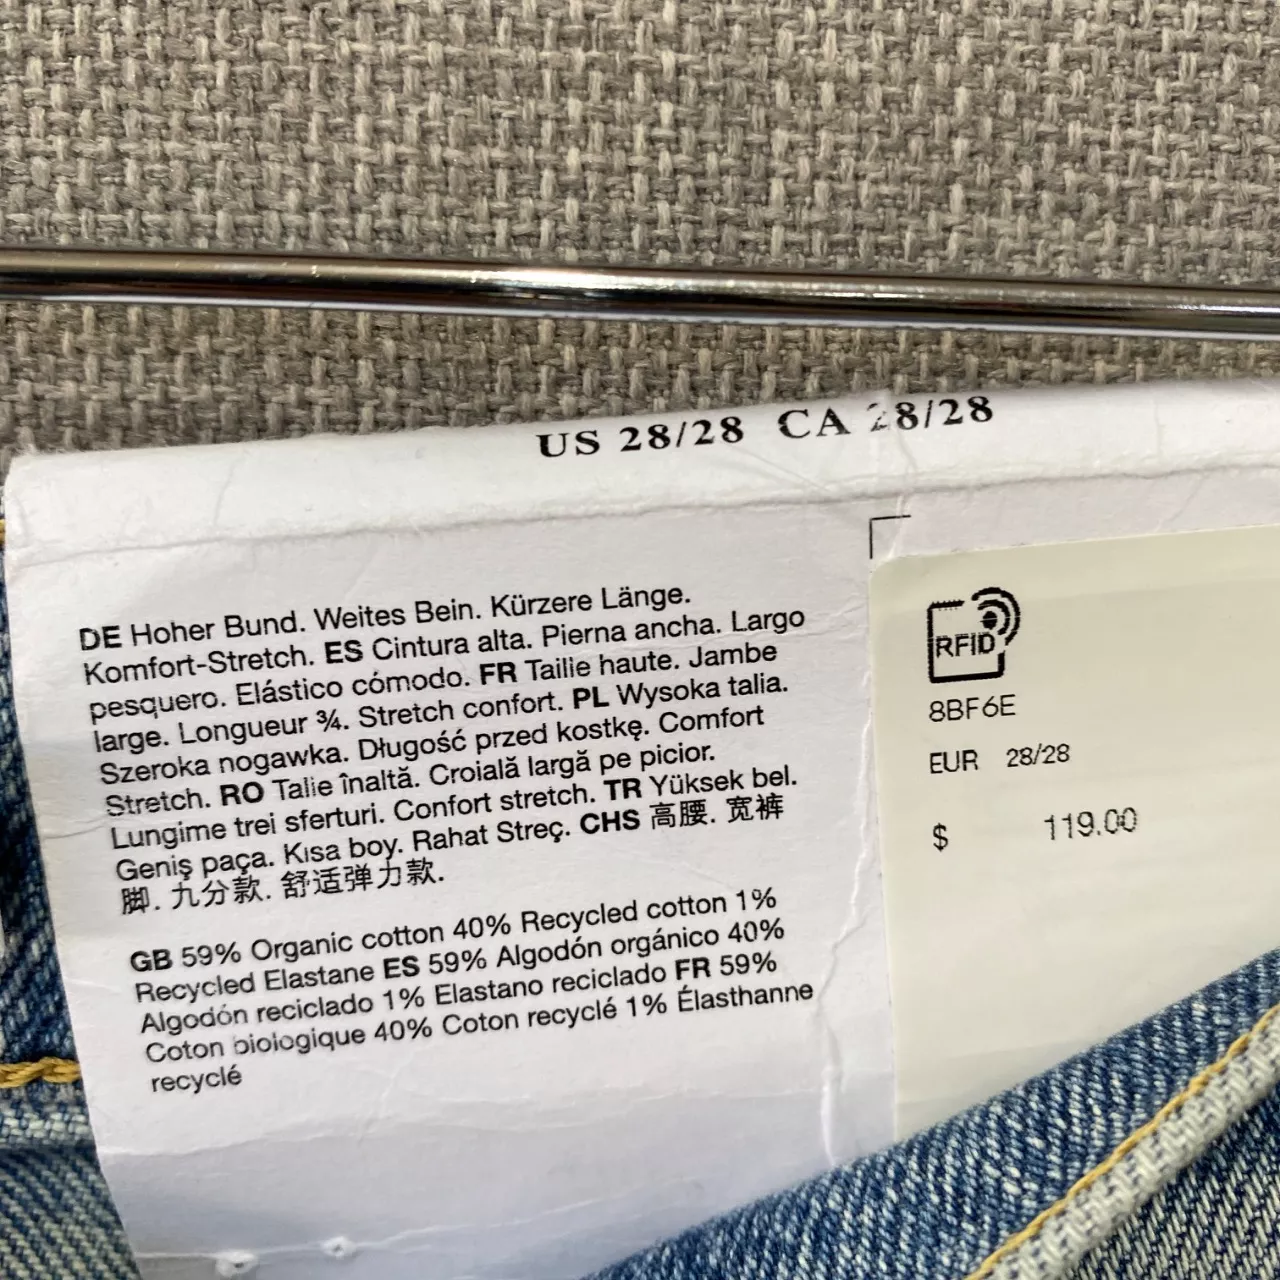 US 28/28 CA 28/28
DE Hoher Bund. Weites Bein. Kürzere Länge.
Komfort-Stretch. ES Cintura alta. Pierna ancha. Largo
pesquero. Elástico cómodo. FR Taille haute. Jambe
large. Longueur ¾. Stretch confort. PL Wysoka talia.
Szeroka nogawka. Długość przed kostkę. Comfort
Stretch. RO Talie înaltă. Croială largă pe picior.
Lungime trei sferturi. Confort stretch. TR Yüksek bel.
Geniş paça. Kısa boy. Rahat Streç. CHS 高腰. 宽裤
脚. 九分款. 舒适弹力款.
GB 59% Organic cotton 40% Recycled cotton 1%
Recycled Elastane ES 59% Algodón orgánico 40%
Algodón reciclado 1% Elastano reciclado FR 59%
Coton biologique 40% Coton recyclé 1% Élasthanne
recyclé
RFID
8BF6E
EUR 28/28
$ 119.00